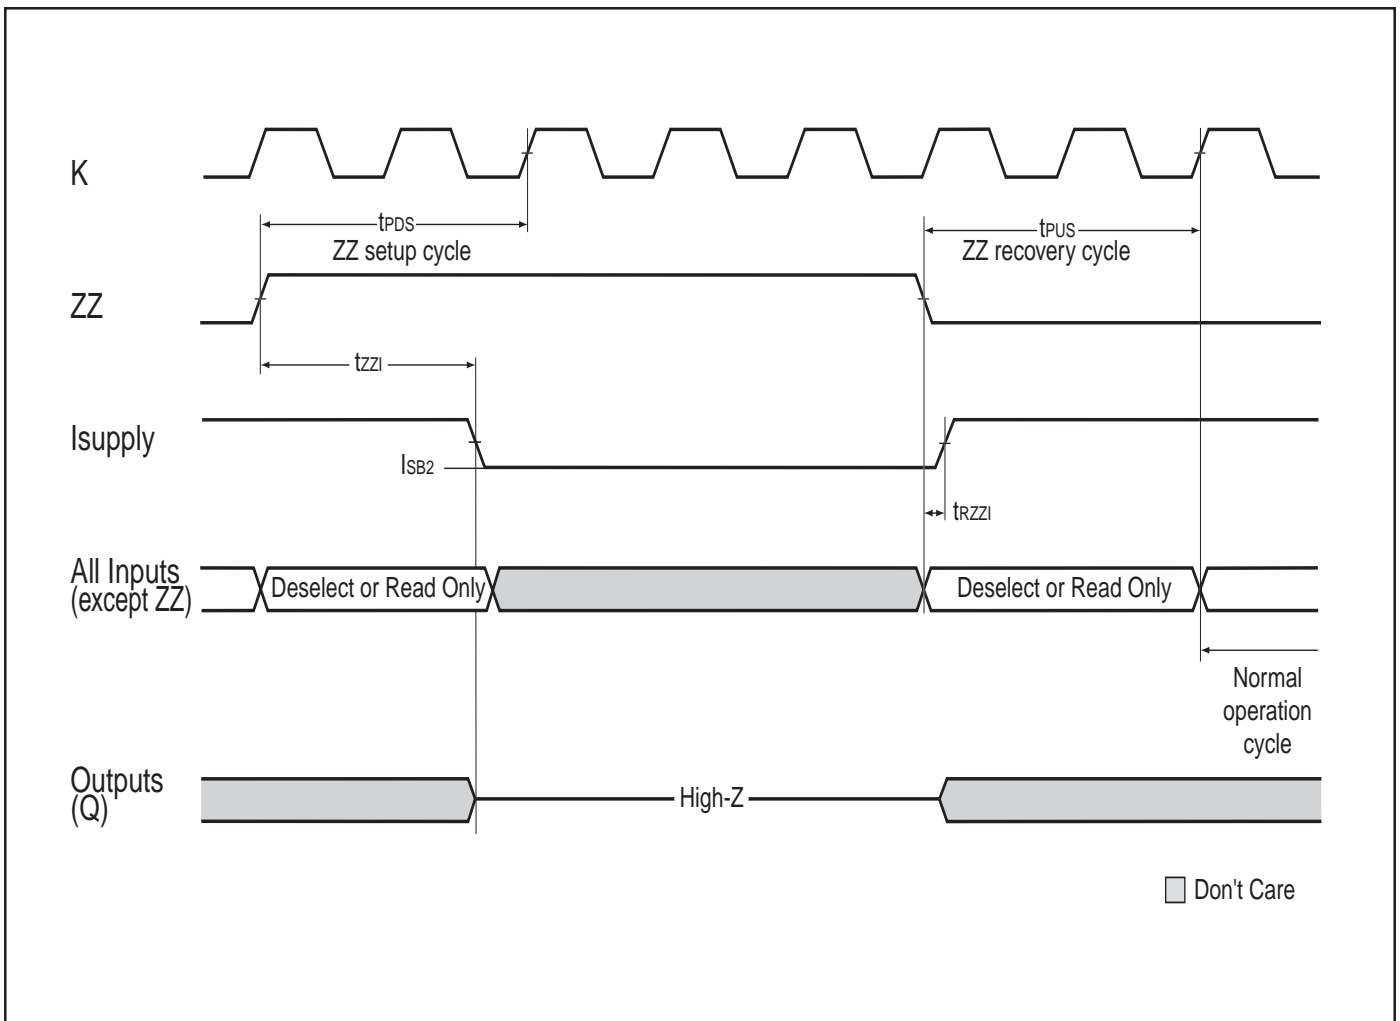 K
tPDS
ZZ setup cycle
tPUS
ZZ recovery cycle
ZZ
tZZI
Isupply
ISB2
tRZZI
All Inputs
(except ZZ)
Deselect or Read Only
Deselect or Read Only
Normal
operation
cycle
Outputs
(Q)
High-Z
Don't Care